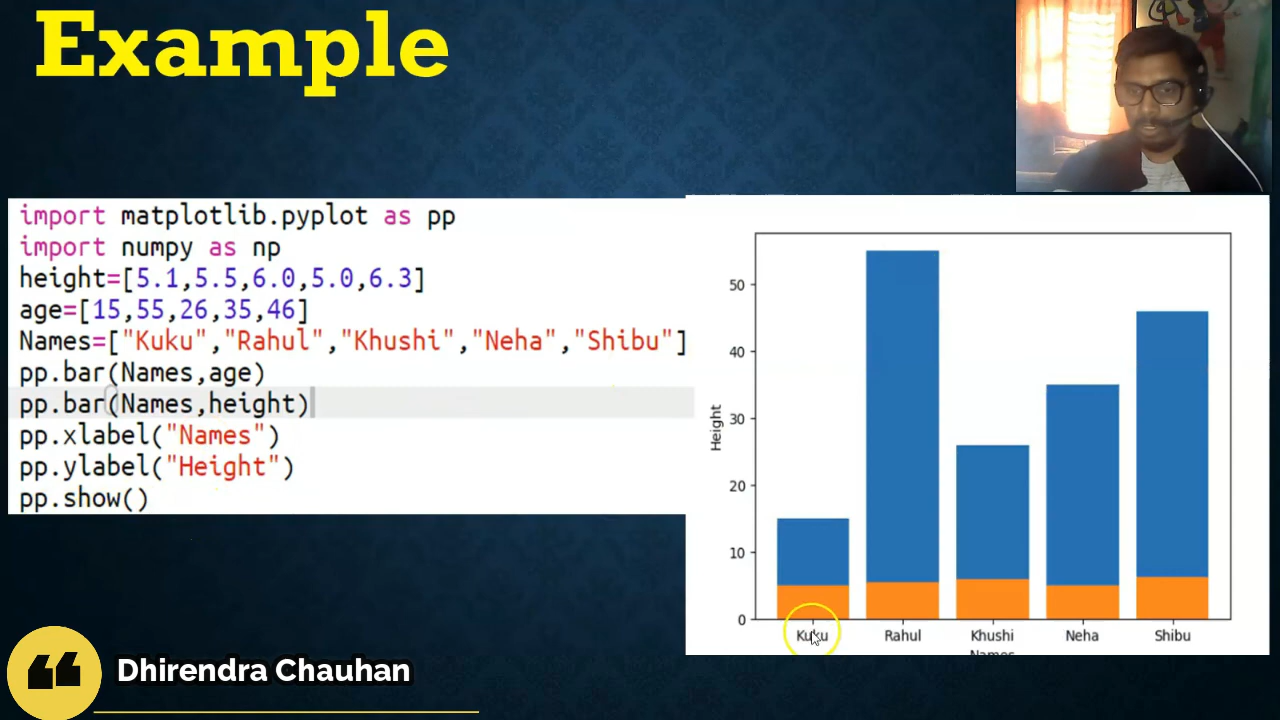 Example
import matplotlib.pyplot as pp
import numpy as np
height=[5.1,5.5,6.0,5.0,6.3]
age=[15,55,26,35,46]
Names=["Kuku","Rahul","Khushi","Neha","Shibu"]
pp.bar(Names,age)
pp.bar(Names,height)
pp.xlabel("Names")
pp.ylabel("Height")
pp.show()
Height
50
40
30
20
10
0
Kuku Rahul Khushi Neha Shibu
Names
Dhirendra Chauhan